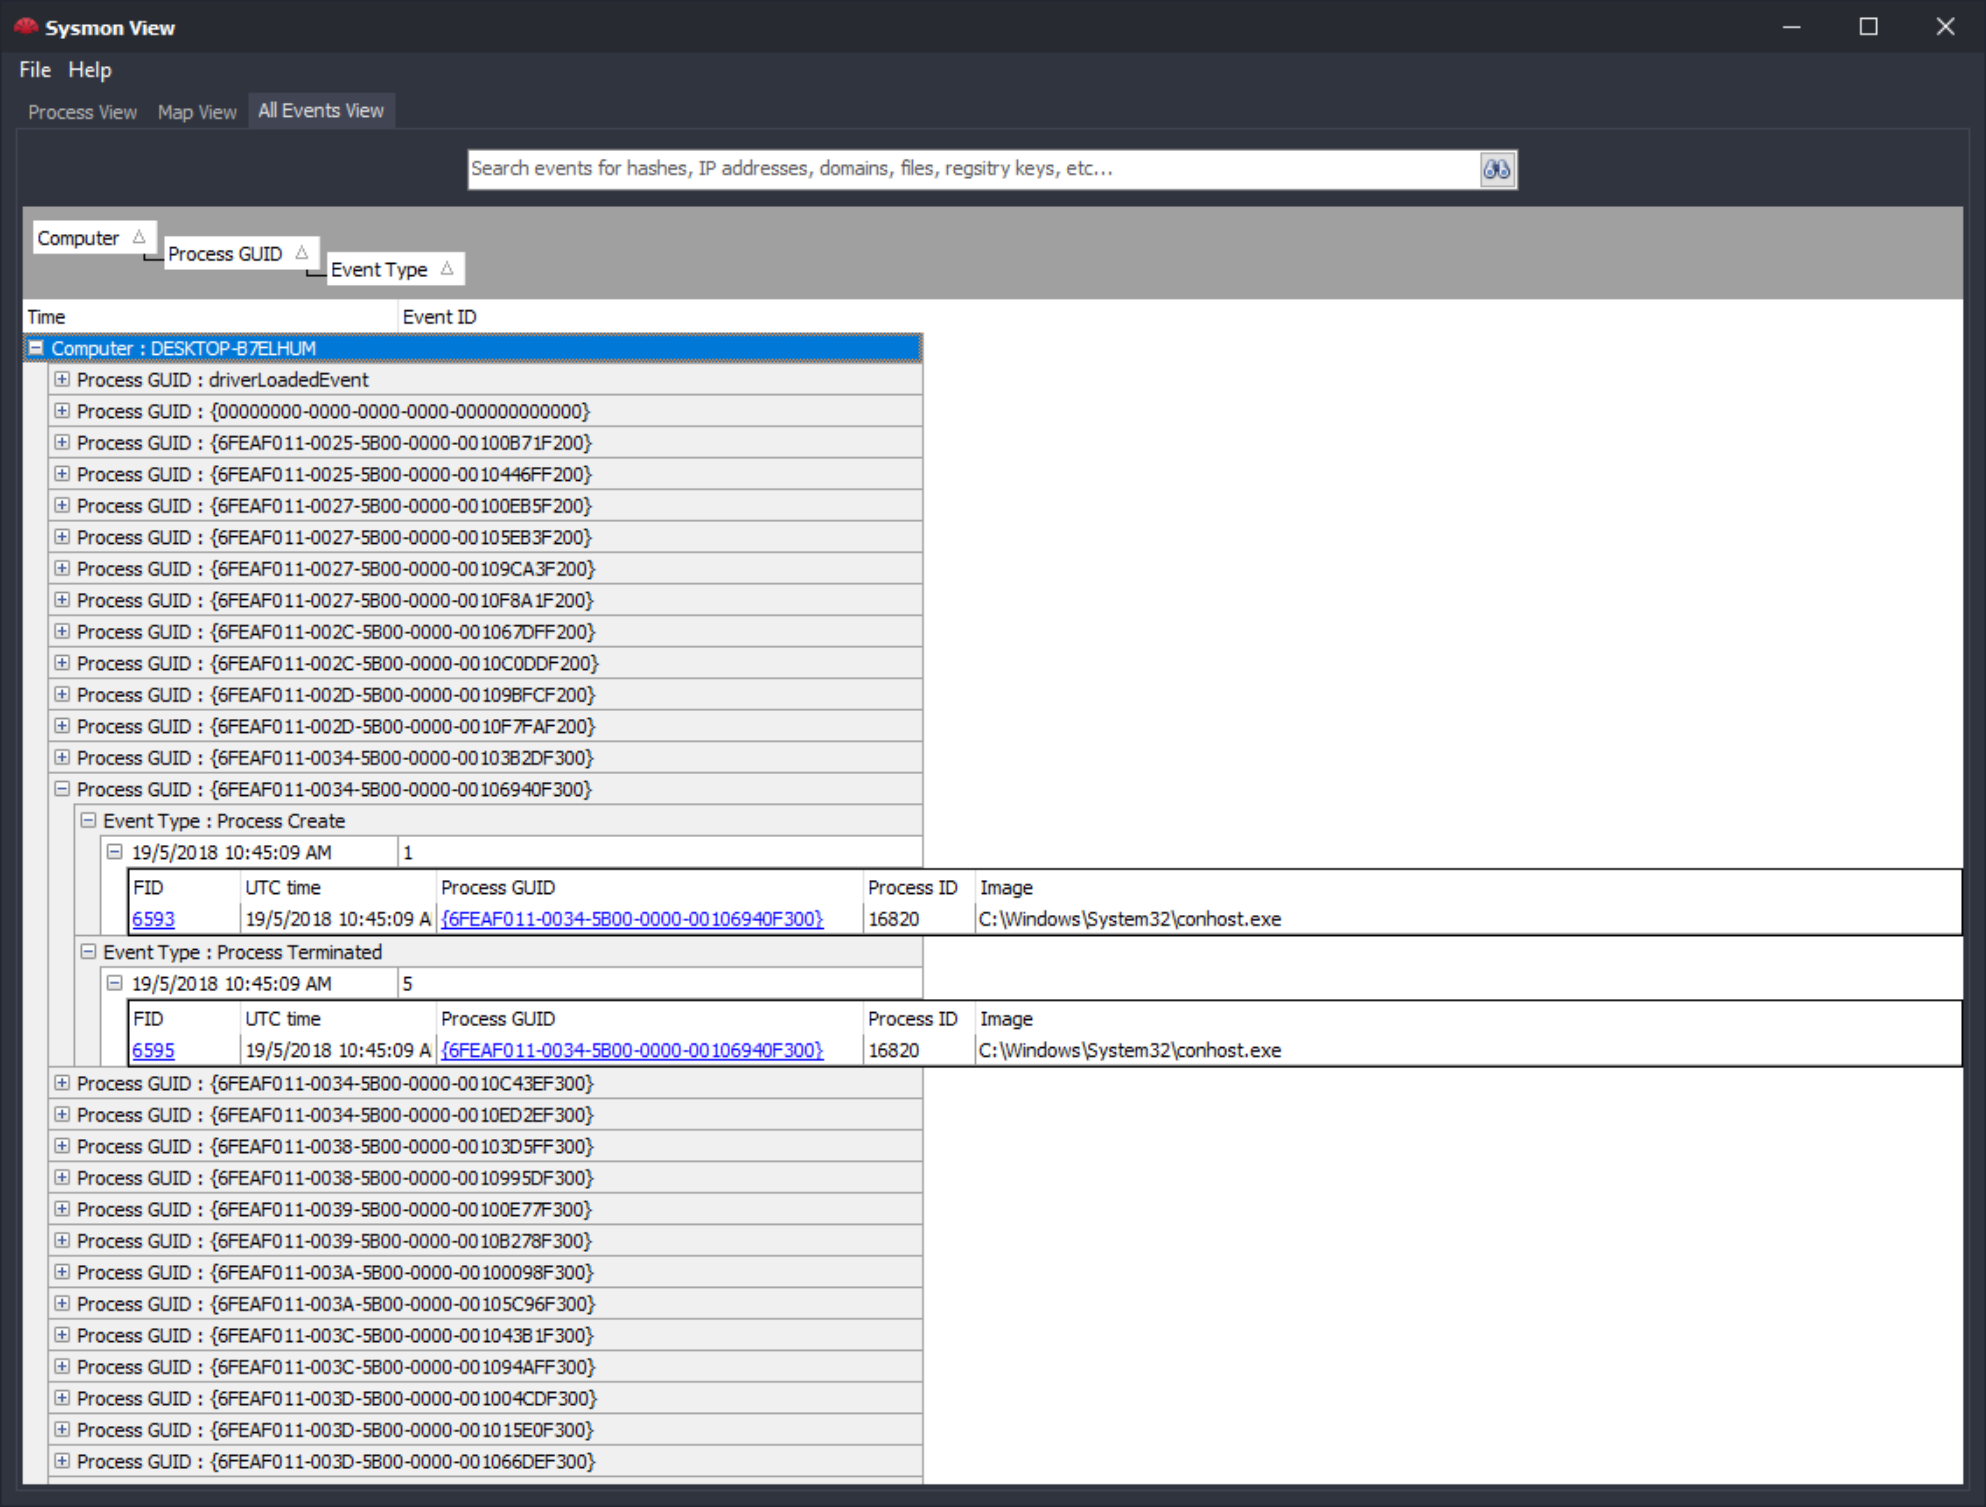 Sysmon View
File Help
Process View Map View All Events View
Search events for hashes, IP addresses, domains, files, regsitry keys, etc...
Computer
Process GUID
Event Type
Time Event ID
Computer : DESKTOP-B7ELHUM
Process GUID : driverLoadedEvent
Process GUID : {00000000-0000-0000-0000-000000000000}
Process GUID : {6FEAF011-0025-5B00-0000-00100B71F200}
Process GUID : {6FEAF011-0025-5B00-0000-0010446FF200}
Process GUID : {6FEAF011-0027-5B00-0000-00100EB5F200}
Process GUID : {6FEAF011-0027-5B00-0000-00105EB3F200}
Process GUID : {6FEAF011-0027-5B00-0000-00109CA3F200}
Process GUID : {6FEAF011-0027-5B00-0000-0010F8A1F200}
Process GUID : {6FEAF011-002C-5B00-0000-001067DFF200}
Process GUID : {6FEAF011-002C-5B00-0000-0010C0DDF200}
Process GUID : {6FEAF011-002D-5B00-0000-00109BFCF200}
Process GUID : {6FEAF011-002D-5B00-0000-0010F7FAF200}
Process GUID : {6FEAF011-0034-5B00-0000-00103B2DF300}
Process GUID : {6FEAF011-0034-5B00-0000-00106940F300}
Event Type : Process Create
19/5/2018 10:45:09 AM 1
FID UTC time Process GUID Process ID Image
6593 19/5/2018 10:45:09 A {6FEAF011-0034-5B00-0000-00106940F300} 16820 C:\Windows\System32\conhost.exe
Event Type : Process Terminated
19/5/2018 10:45:09 AM 5
FID UTC time Process GUID Process ID Image
6595 19/5/2018 10:45:09 A {6FEAF011-0034-5B00-0000-00106940F300} 16820 C:\Windows\System32\conhost.exe
Process GUID : {6FEAF011-0034-5B00-0000-0010C43EF300}
Process GUID : {6FEAF011-0034-5B00-0000-0010ED2EF300}
Process GUID : {6FEAF011-0038-5B00-0000-00103D5FF300}
Process GUID : {6FEAF011-0038-5B00-0000-0010995DF300}
Process GUID : {6FEAF011-0039-5B00-0000-00100E77F300}
Process GUID : {6FEAF011-0039-5B00-0000-0010B278F300}
Process GUID : {6FEAF011-003A-5B00-0000-00100098F300}
Process GUID : {6FEAF011-003A-5B00-0000-00105C96F300}
Process GUID : {6FEAF011-003C-5B00-0000-001043B1F300}
Process GUID : {6FEAF011-003C-5B00-0000-001094AFF300}
Process GUID : {6FEAF011-003D-5B00-0000-001004CDF300}
Process GUID : {6FEAF011-003D-5B00-0000-001015E0F300}
Process GUID : {6FEAF011-003D-5B00-0000-001066DEF300}